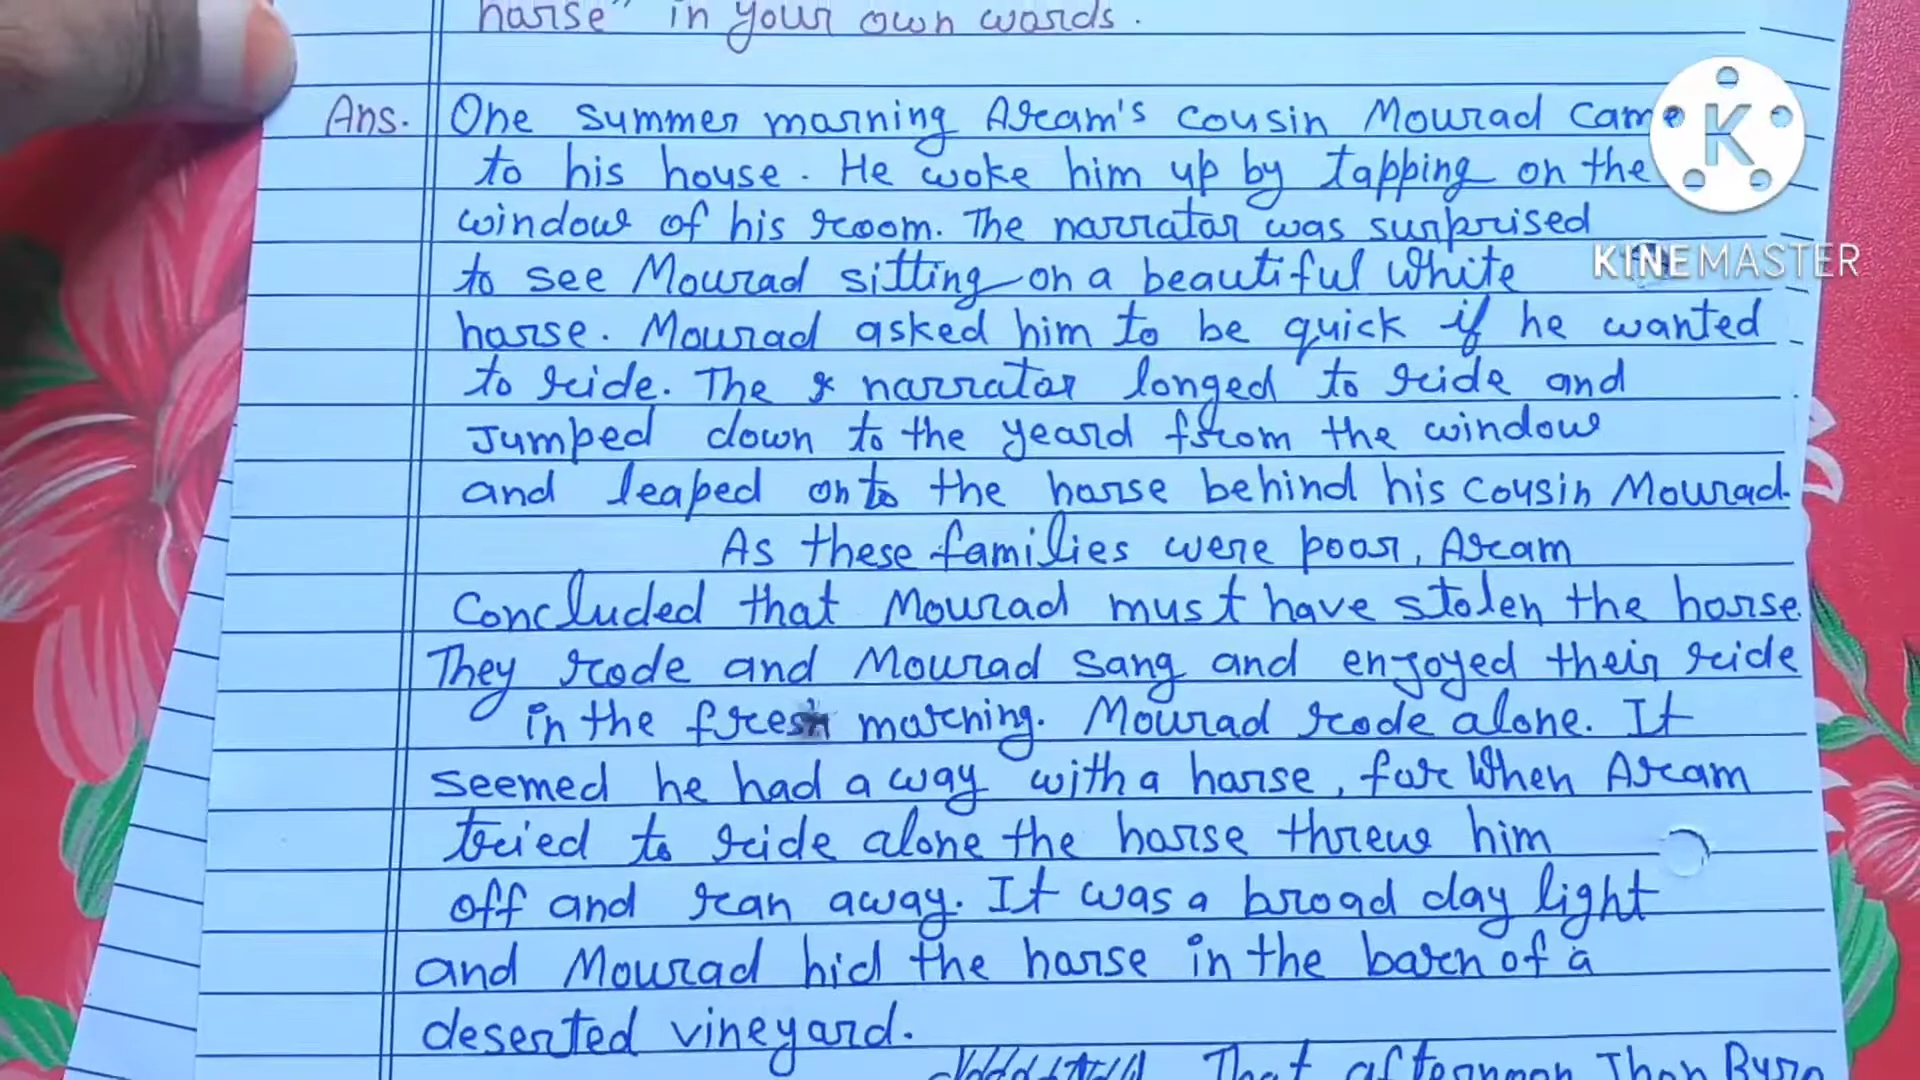 horse" in your own words.
Ans. One summer morning Aram's cousin Mourad came
to his house. He woke him up by tapping on the
window of his room. The narrator was surprised
to see Mourad sitting on a beautiful white
horse. Mourad asked him to be quick if he wanted
to ride. The narrator longed to ride and
Jumped down to the yeard from the window
and leaped onto the horse behind his cousin Mourad.
As these families were poor, Aram
Concluded that Mourad must have stolen the horse.
They rode and Mourad sang and enjoyed their ride
in the fresh morning. Mourad rode alone. It
seemed he had a way with a horse, for When Aram
tried to ride alone the horse threw him
off and ran away. It was a broad day light
and Mourad hid the horse in the barn of a
deserted vineyard.
That afternoon Jhon Byro
K
KINEMASTER